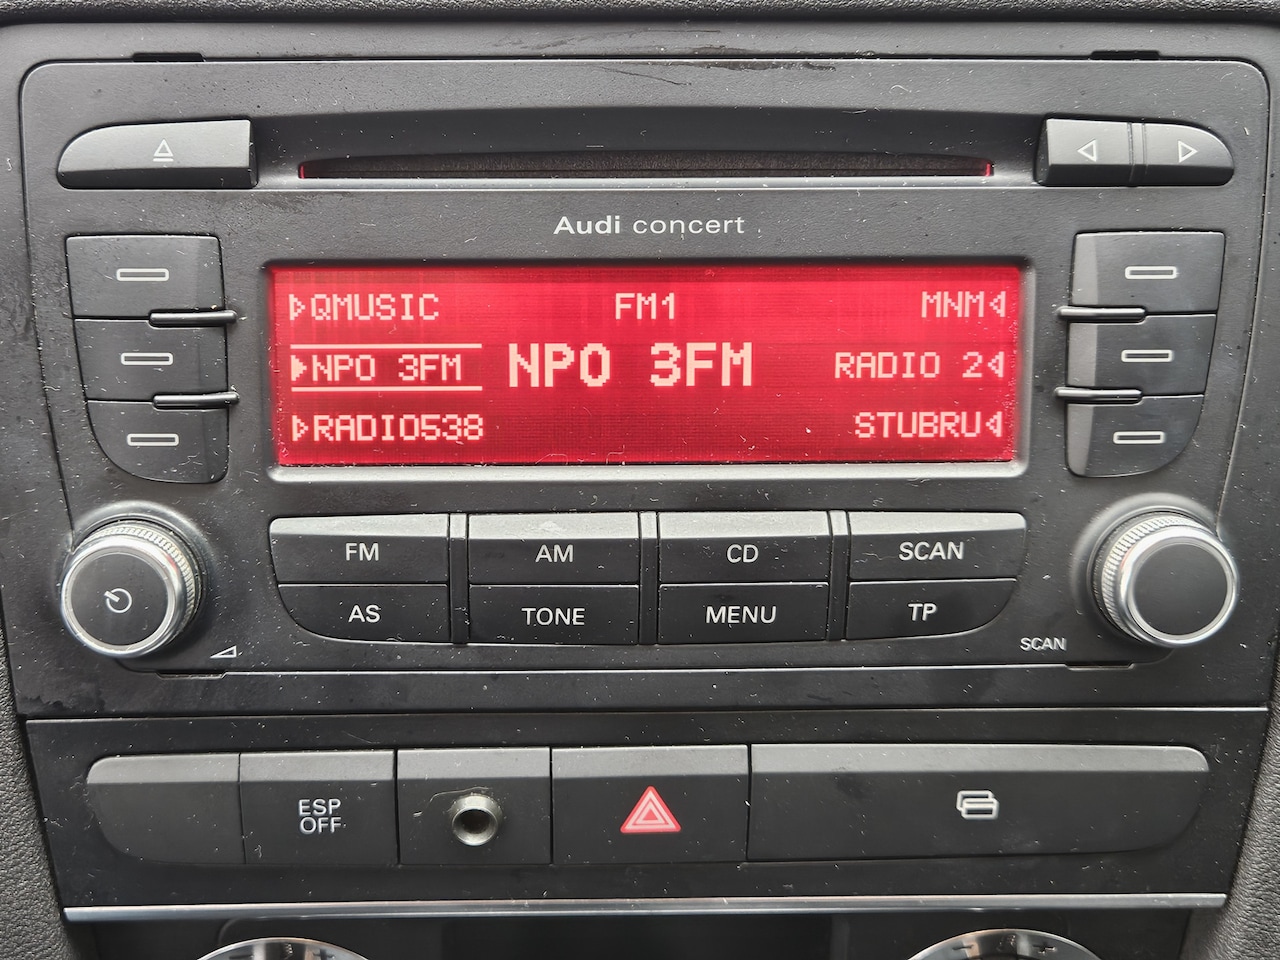 Audi concert
QMUSIC FM1 MNM
NPO 3FM NPO 3FM RADIO 2
RADIO538 STUBRU
FM AM CD SCAN
AS TONE MENU TP
SCAN
ESP
OFF